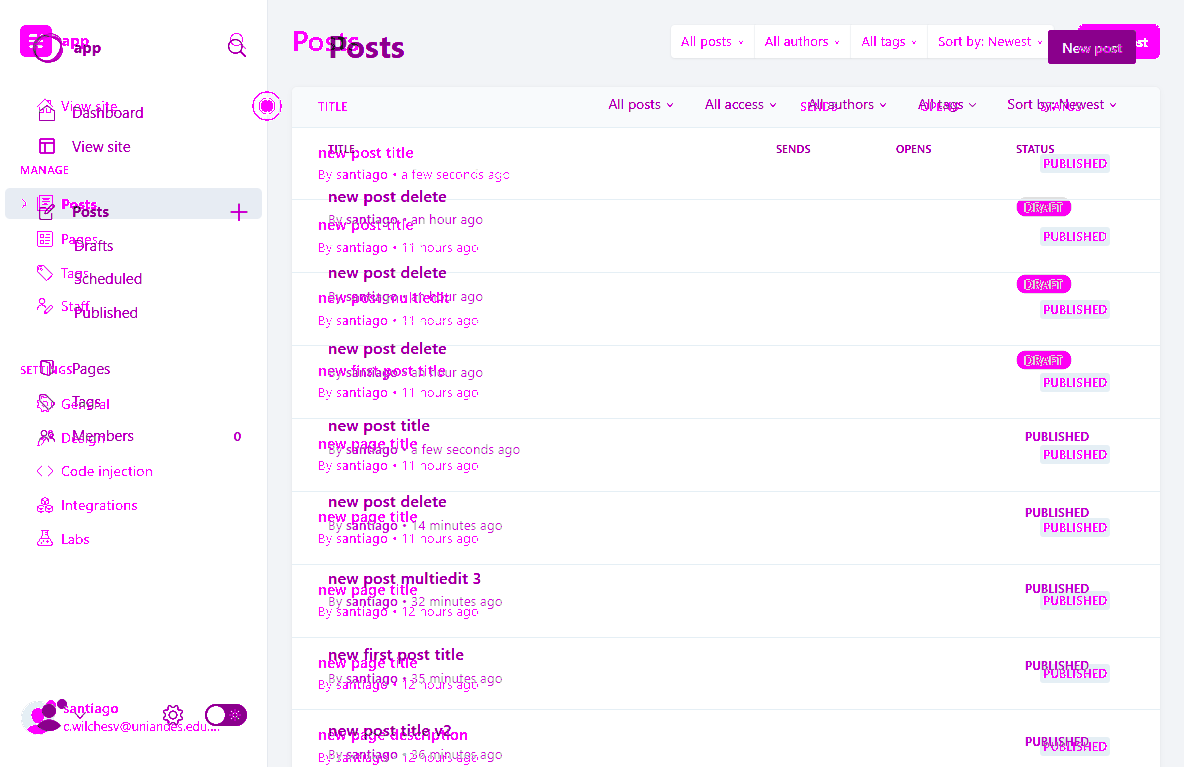 app
app
Posts
Posts
All posts
All authors
All tags
Sort by: Newest
New post
View site
Dashboard
View site
TITLE
SENDS
OPENS
STATUS
All posts
All access
All authors
All tags
Sort by: Newest
MANAGE
Posts
Posts
Pages
Drafts
Tags
Scheduled
Staff
Published
SETTINGS
Pages
General
Tags
Design
Members
0
Code injection
Integrations
Labs
santiago
c.wilchesv@uniandes.edu....
TITLE
SENDS
OPENS
STATUS
new post title
By santiago • a few seconds ago
PUBLISHED
new post delete
By santiago • an hour ago
DRAFT
new post title
By santiago • 11 hours ago
PUBLISHED
new post delete
By santiago • an hour ago
DRAFT
new post multiedit
By santiago • 11 hours ago
PUBLISHED
new post delete
By santiago • an hour ago
DRAFT
new first post title
By santiago • 11 hours ago
PUBLISHED
new post title
By santiago • a few seconds ago
PUBLISHED
new page title
By santiago • 11 hours ago
PUBLISHED
new post delete
By santiago • 14 minutes ago
PUBLISHED
new page title
By santiago • 11 hours ago
PUBLISHED
new post multiedit 3
By santiago • 32 minutes ago
PUBLISHED
new page title
By santiago • 12 hours ago
PUBLISHED
new first post title
By santiago • 35 minutes ago
PUBLISHED
new page title
By santiago • 12 hours ago
PUBLISHED
new post title v2
By santiago • 36 minutes ago
PUBLISHED
new page description
By santiago • 12 hours ago
PUBLISHED